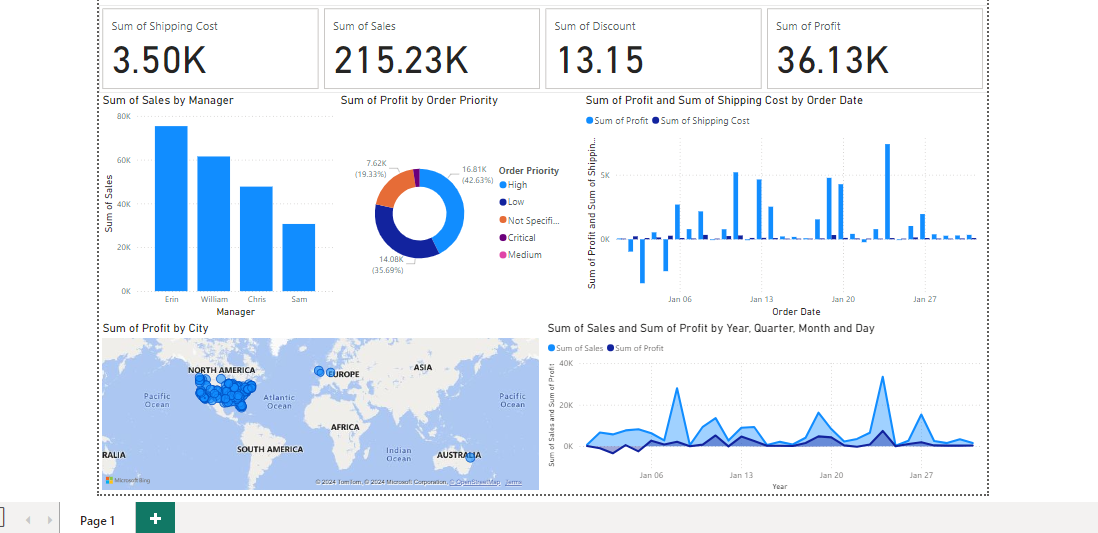 Sum of Shipping Cost
3.50K
Sum of Sales
215.23K
Sum of Discount
13.15
Sum of Profit
36.13K
Sum of Sales by Manager
80K
60K
40K
20K
0K
Sum of Sales
Erin
William
Chris
Sam
Manager
Sum of Profit by Order Priority
7.62K
(19.33%)
16.81K
(42.63%)
14.08K
(35.69%)
Order Priority
High
Low
Not Specifi...
Critical
Medium
Sum of Profit and Sum of Shipping Cost by Order Date
Sum of Profit
Sum of Shipping Cost
Sum of Profit and Sum of Shippin...
5K
0K
Jan 06
Jan 13
Jan 20
Jan 27
Order Date
Sum of Profit by City
NORTH AMERICA
EUROPE
ASIA
Pacific
Ocean
Atlantic
Ocean
Pacific
Ocean
AFRICA
SOUTH AMERICA
Indian
Ocean
AUSTRALIA
RALIA
Microsoft Bing
© 2024 TomTom, © 2024 Microsoft Corporation, © OpenStreetMap Terms
Sum of Sales and Sum of Profit by Year, Quarter, Month and Day
Sum of Sales
Sum of Profit
Sum of Sales and Sum of Profit
40K
20K
0K
Jan 06
Jan 13
Jan 20
Jan 27
Year
Page 1
+